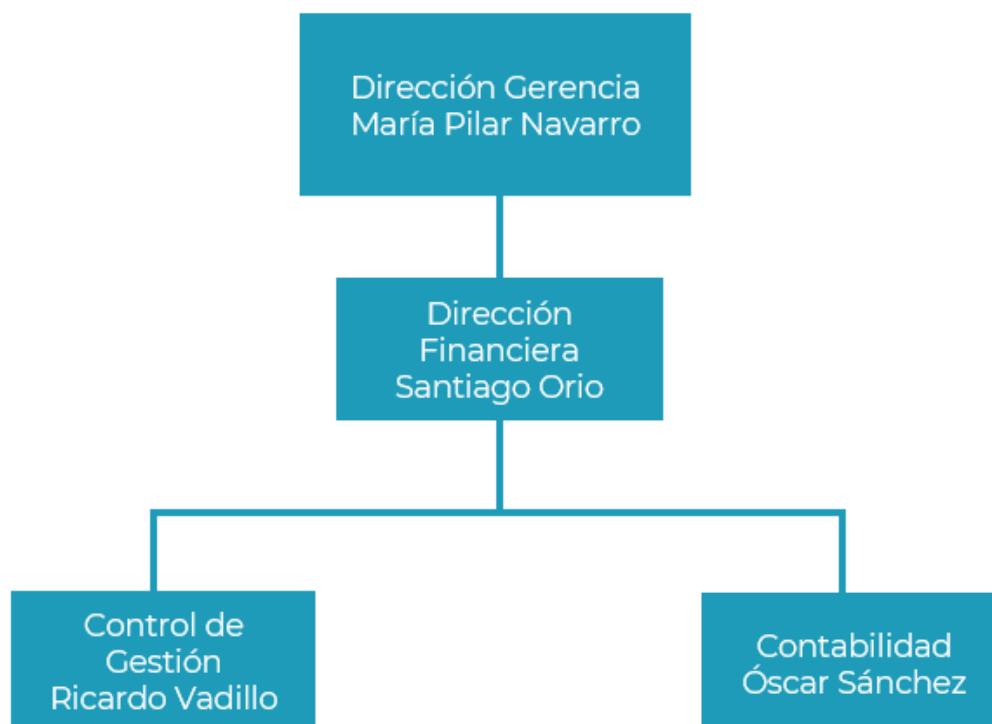 Dirección Gerencia
María Pilar Navarro
Dirección
Financiera
Santiago Orio
Control de
Gestión
Ricardo Vadillo
Contabilidad
Óscar Sánchez